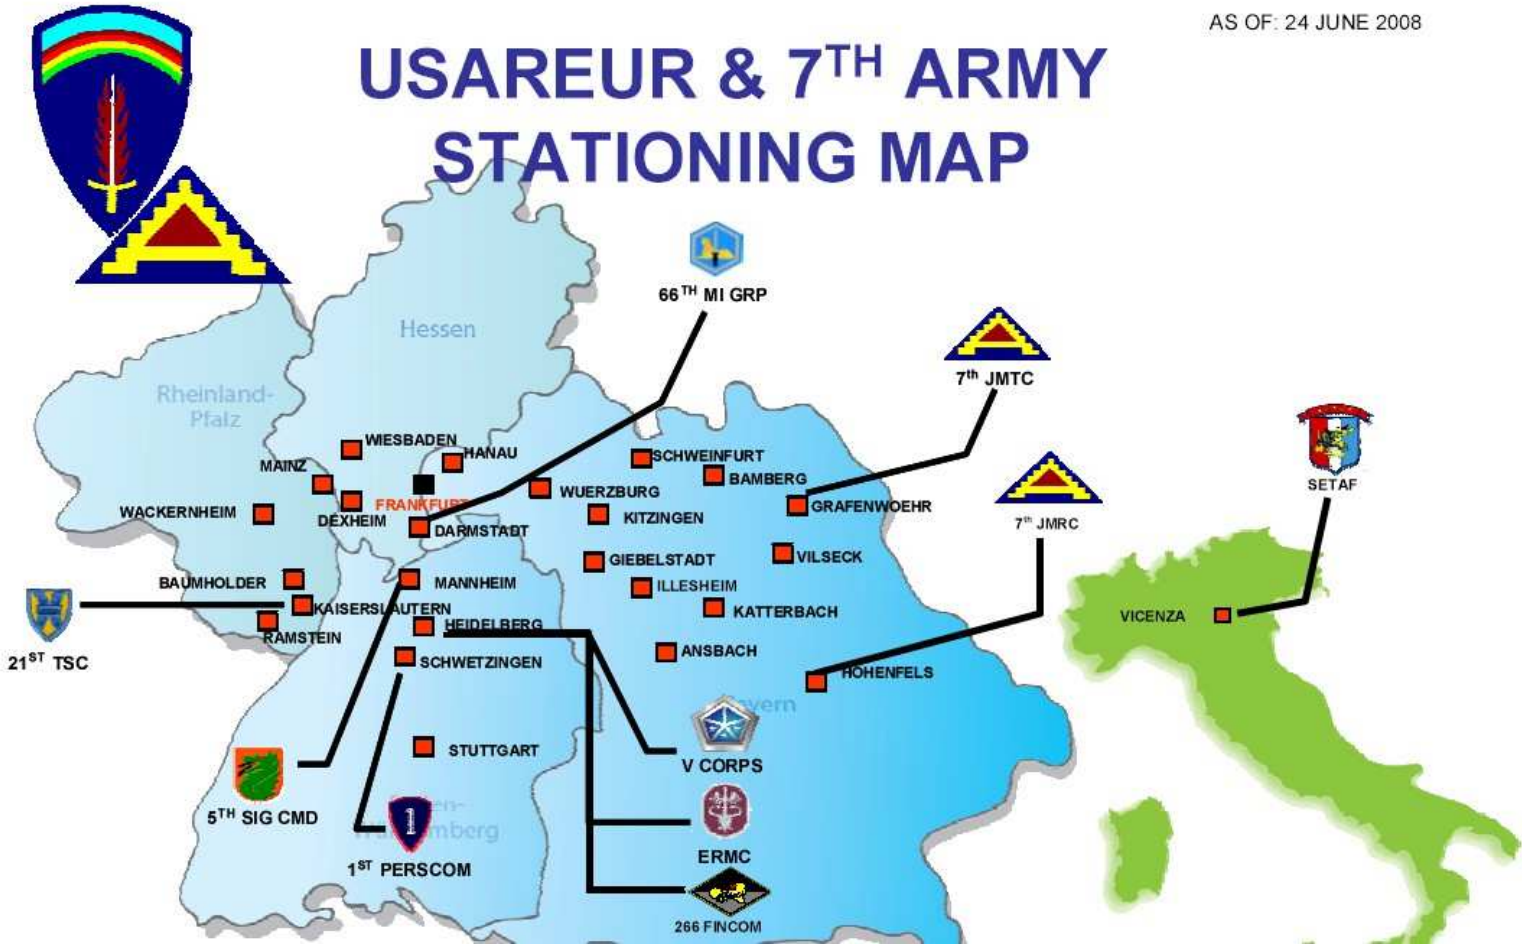 AS OF: 24 JUNE 2008
USAREUR & 7TH ARMY
STATIONING MAP
66TH MI GRP
Hessen
7th JMTC
Rheinland-
Pfalz
WIESBADEN
HANAU
MAINZ
SCHWEINFURT
BAMBERG
SETAF
FRANKFURT
WUERZBURG
GRAFENWOEHR
WACKERNHEIM
DEXHEIM
KITZINGEN
7th JMRC
DARMSTADT
GIEBELSTADT
VILSECK
BAUMHOLDER
MANNHEIM
ILLESHEIM
KAISERSLAUTERN
KATTERBACH
VICENZA
RAMSTEIN
HEIDELBERG
21ST TSC
SCHWETZINGEN
ANSBACH
HOHENFELS
STUTTGART
V CORPS
5TH SIG CMD
ERMC
1ST PERSCOM
266 FINCOM